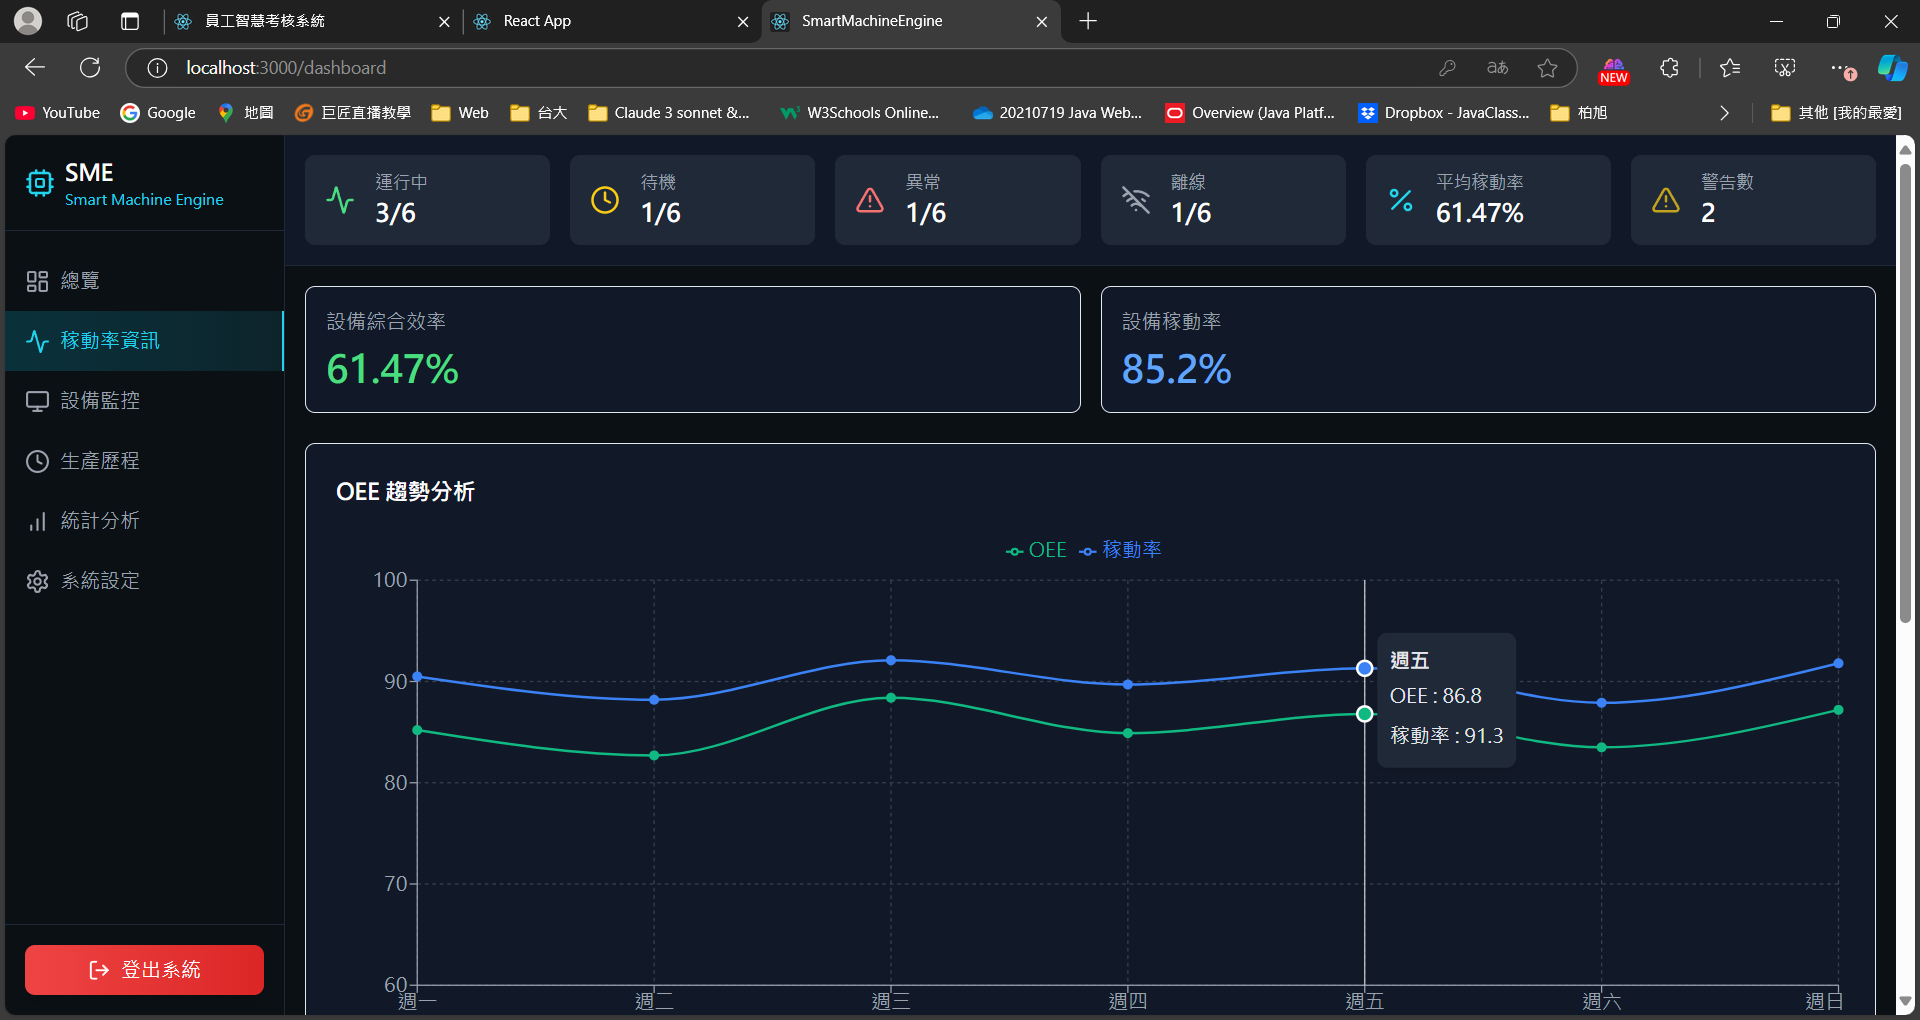 員工智慧考核系統
React App
SmartMachineEngine
localhost:3000/dashboard
aあ
NEW
YouTube
Google
地圖
巨匠直播教學
Web
台大
Claude 3 sonnet &...
W3Schools Online...
20210719 Java Web...
Overview (Java Platf...
Dropbox - JavaClass...
柏旭
其他 [我的最愛]
SME
Smart Machine Engine
總覽
稼動率資訊
設備監控
生產歷程
統計分析
系統設定
登出系統
運行中
3/6
待機
1/6
異常
1/6
離線
1/6
平均稼動率
61.47%
警告數
2
設備綜合效率
61.47%
設備稼動率
85.2%
OEE 趨勢分析
OEE
稼動率
100
90
80
70
60
週五
OEE : 86.8
稼動率 : 91.3
週一
週二
週三
週四
週五
週六
週日